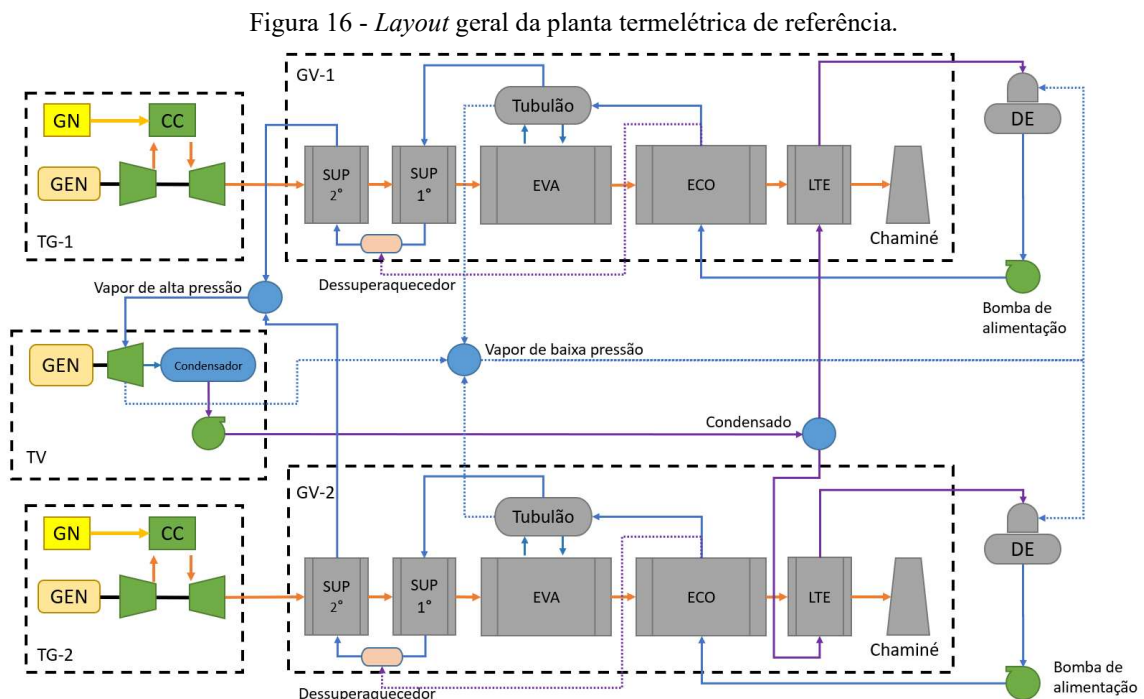 Figura 16 - Layout geral da planta termelétrica de referência.
GV-1
GN
CC
GEN
TG-1
Tubulão
SUP
2°
SUP
1°
EVA
ECO
LTE
Chaminé
DE
Dessuperaquecedor
Bomba de
alimentação
Vapor de alta pressão
GEN
Condensador
TV
Vapor de baixa pressão
Condensado
GV-2
GN
CC
GEN
TG-2
Tubulão
SUP
2°
SUP
1°
EVA
ECO
LTE
Chaminé
DE
Dessuperaquecedor
Bomba de
alimentação